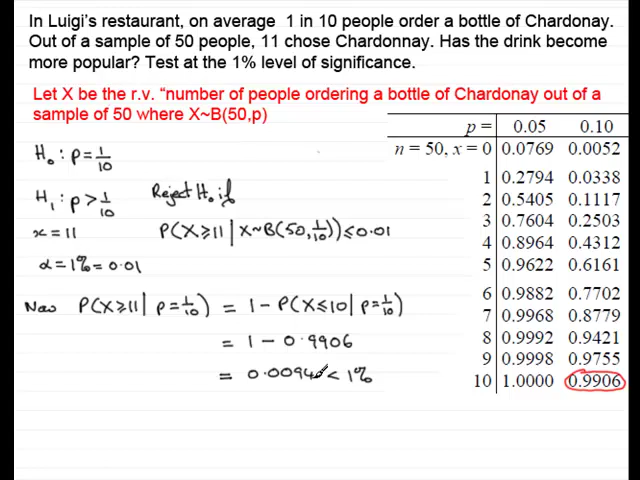 In Luigi's restaurant, on average 1 in 10 people order a bottle of Chardonay.
Out of a sample of 50 people, 11 chose Chardonnay. Has the drink become
more popular? Test at the 1% level of significance.
Let X be the r.v. “number of people ordering a bottle of Chardonay out of a
sample of 50 where X~B(50,p)
H₀ : p = 1/10
H₁ : p > 1/10 Reject H₀ if
x = 11 P(X ≥ 11 | X~B(50, 1/10)) ≤ 0.01
α = 1% = 0.01
Now P(X ≥ 11 | p = 1/10) = 1 − P(X ≤ 10 | p = 1/10)
= 1 − 0.9906
= 0.0094 < 1%
p = 0.05 0.10
n = 50, x = 0 0.0769 0.0052
1 0.2794 0.0338
2 0.5405 0.1117
3 0.7604 0.2503
4 0.8964 0.4312
5 0.9622 0.6161
6 0.9882 0.7702
7 0.9968 0.8779
8 0.9992 0.9421
9 0.9998 0.9755
10 1.0000 0.9906